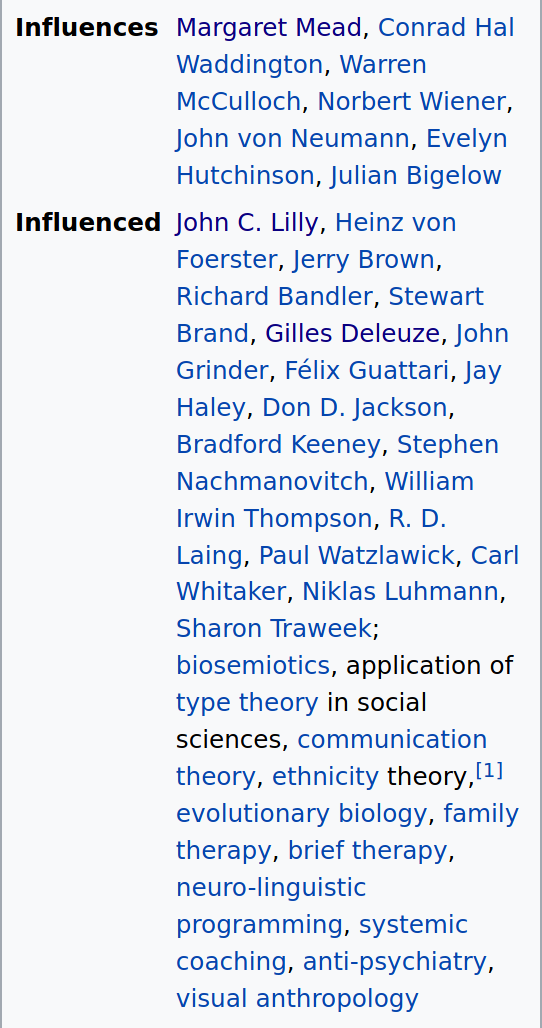 Influences Margaret Mead, Conrad Hal
Waddington, Warren
McCulloch, Norbert Wiener,
John von Neumann, Evelyn
Hutchinson, Julian Bigelow
Influenced John C. Lilly, Heinz von
Foerster, Jerry Brown,
Richard Bandler, Stewart
Brand, Gilles Deleuze, John
Grinder, Félix Guattari, Jay
Haley, Don D. Jackson,
Bradford Keeney, Stephen
Nachmanovitch, William
Irwin Thompson, R. D.
Laing, Paul Watzlawick, Carl
Whitaker, Niklas Luhmann,
Sharon Traweek;
biosemiotics, application of
type theory in social
sciences, communication
theory, ethnicity theory,[1]
evolutionary biology, family
therapy, brief therapy,
neuro-linguistic
programming, systemic
coaching, anti-psychiatry,
visual anthropology